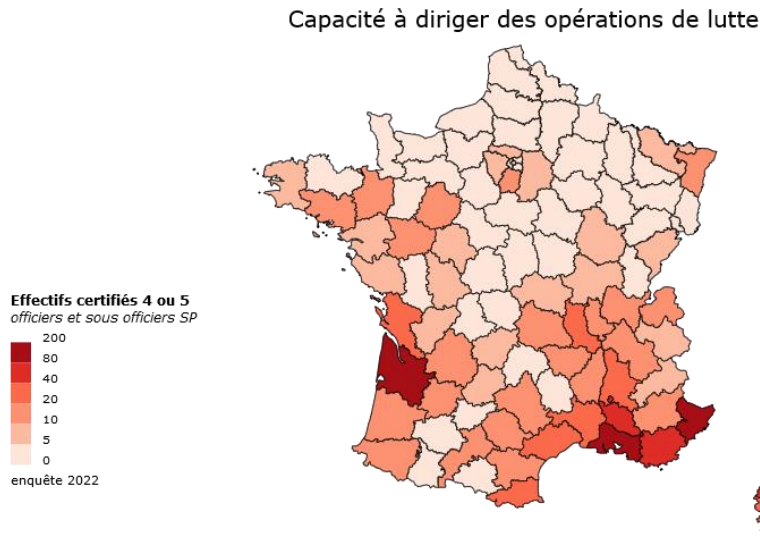 Capacité à diriger des opérations de lutte
Effectifs certifiés 4 ou 5
officiers et sous officiers SP
200
80
40
20
10
5
0
enquête 2022